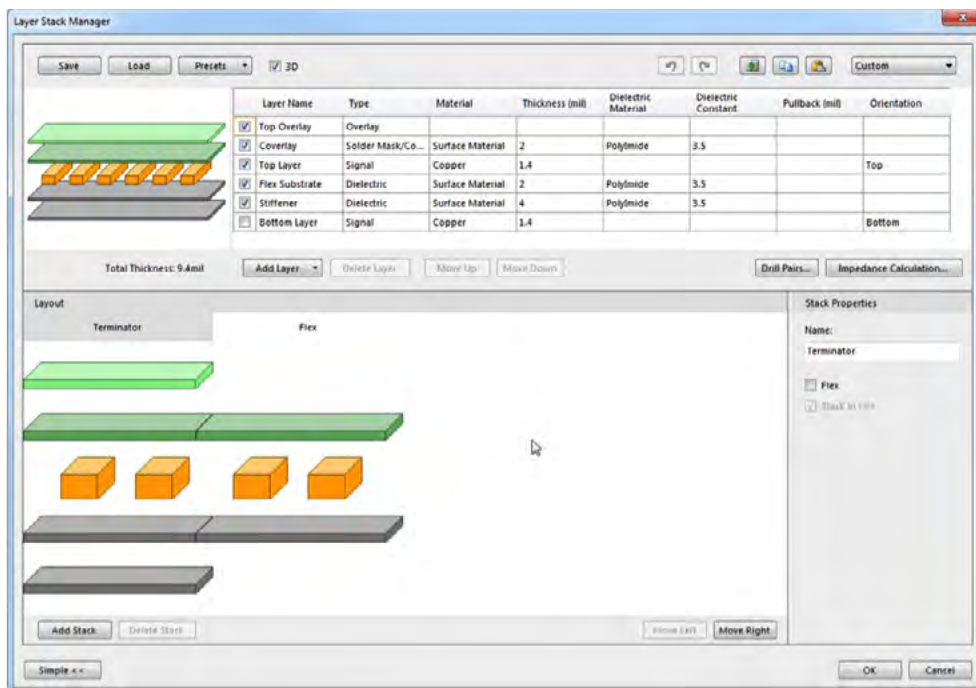 Layer Stack Manager
Save Load Presets 3D Custom
Layer Name Type Material Thickness (mil) Dielectric Material Dielectric Constant Pullback (mil) Orientation
Top Overlay Overlay
Coverlay Solder Mask/Co... Surface Material 2 Polyimide 3.5
Top Layer Signal Copper 1.4 Top
Flex Substrate Dielectric Surface Material 2 Polyimide 3.5
Stiffener Dielectric Surface Material 4 Polyimide 3.5
Bottom Layer Signal Copper 1.4 Bottom
Total Thickness: 9.4mil Add Layer Delete Layer Move Up Move Down Drill Pairs... Impedance Calculation...
Layout Stack Properties
Terminator Flex
Name:
Terminator
Flex
Stack In Use
Add Stack Delete Stack Move Left Move Right
Simple << OK Cancel